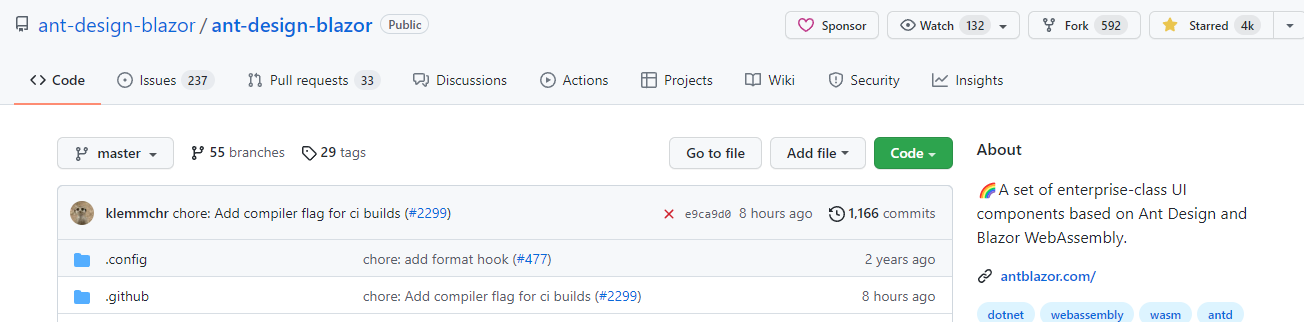 ant-design-blazor / ant-design-blazor Public Sponsor Watch 132 Fork 592 Starred 4k
Code Issues 237 Pull requests 33 Discussions Actions Projects Wiki Security Insights
master 55 branches 29 tags Go to file Add file Code
klemmchr chore: Add compiler flag for ci builds (#2299) e9ca9d0 8 hours ago 1,166 commits
.config chore: add format hook (#477) 2 years ago
.github chore: Add compiler flag for ci builds (#2299) 8 hours ago
About
🌈A set of enterprise-class UI
components based on Ant Design and
Blazor WebAssembly.
antblazor.com/
dotnet webassembly wasm antd